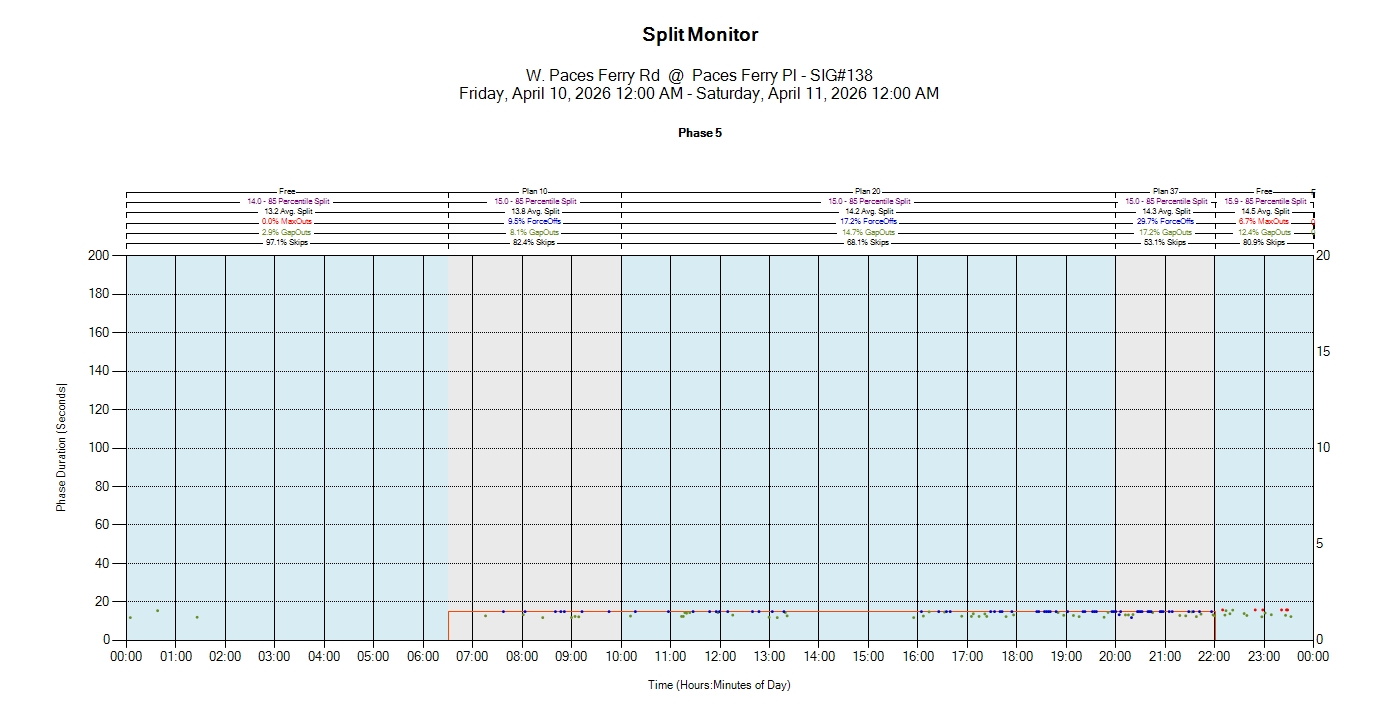 Split Monitor
W. Paces Ferry Rd @ Paces Ferry Pl - SIG#138
Friday, April 10, 2026 12:00 AM - Saturday, April 11, 2026 12:00 AM
Phase 5
Free Plan 10 Plan 20 Plan 37 Free
14.0 - 85 Percentile Split 15.0 - 85 Percentile Split 15.0 - 85 Percentile Split 15.0 - 85 Percentile Split 15.9 - 85 Percentile Split
13.2 Avg. Split 13.8 Avg. Split 14.2 Avg. Split 14.3 Avg. Split 14.5 Avg. Split
0.0% MaxOuts 9.5% ForceOffs 17.2% ForceOffs 29.7% ForceOffs 6.7% MaxOuts
2.9% GapOuts 8.1% GapOuts 14.7% GapOuts 17.2% GapOuts 12.4% GapOuts
97.1% Skips 82.4% Skips 68.1% Skips 53.1% Skips 80.9% Skips
200 20
180
160
15
140
120
100 10
80
60
5
40
20
0 0
Phase Duration (Seconds)
00:00 01:00 02:00 03:00 04:00 05:00 06:00 07:00 08:00 09:00 10:00 11:00 12:00 13:00 14:00 15:00 16:00 17:00 18:00 19:00 20:00 21:00 22:00 23:00 00:00
Time (Hours:Minutes of Day)